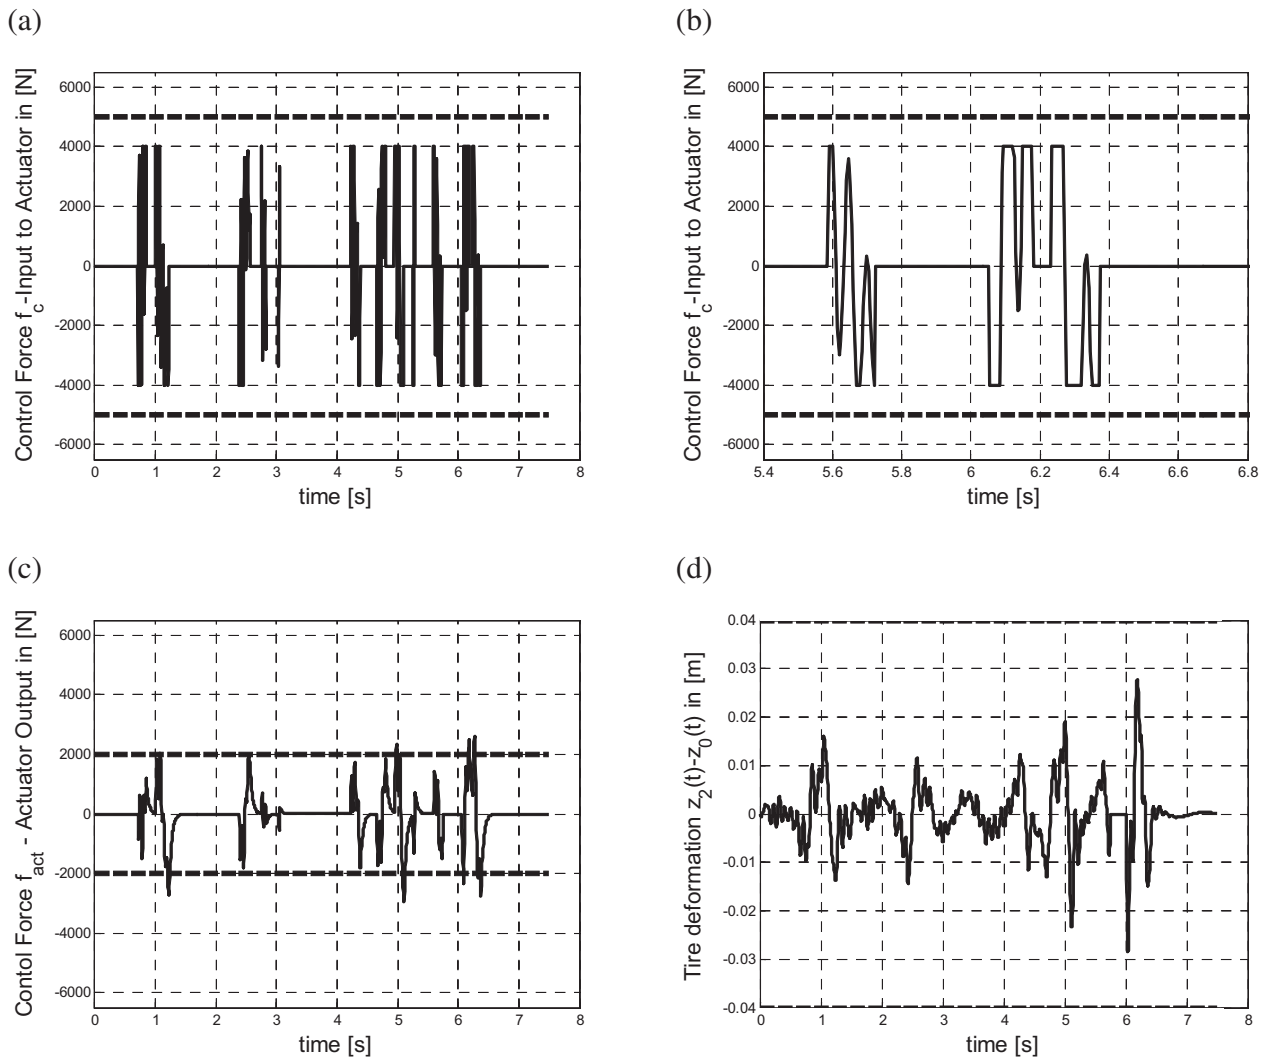 (a)
Control Force f_c-Input to Actuator in [N]
6000
4000
2000
0
-2000
-4000
-6000
0 1 2 3 4 5 6 7 8
time [s]
(b)
Control Force f_c-Input to Actuator in [N]
6000
4000
2000
0
-2000
-4000
-6000
5.4 5.6 5.8 6 6.2 6.4 6.6 6.8
time [s]
(c)
Contol Force f_act - Actuator Output in [N]
6000
4000
2000
0
-2000
-4000
-6000
0 1 2 3 4 5 6 7 8
time [s]
(d)
Tire deformation z_2(t)-z_0(t) in [m]
0.04
0.03
0.02
0.01
0
-0.01
-0.02
-0.03
-0.04
0 1 2 3 4 5 6 7 8
time [s]